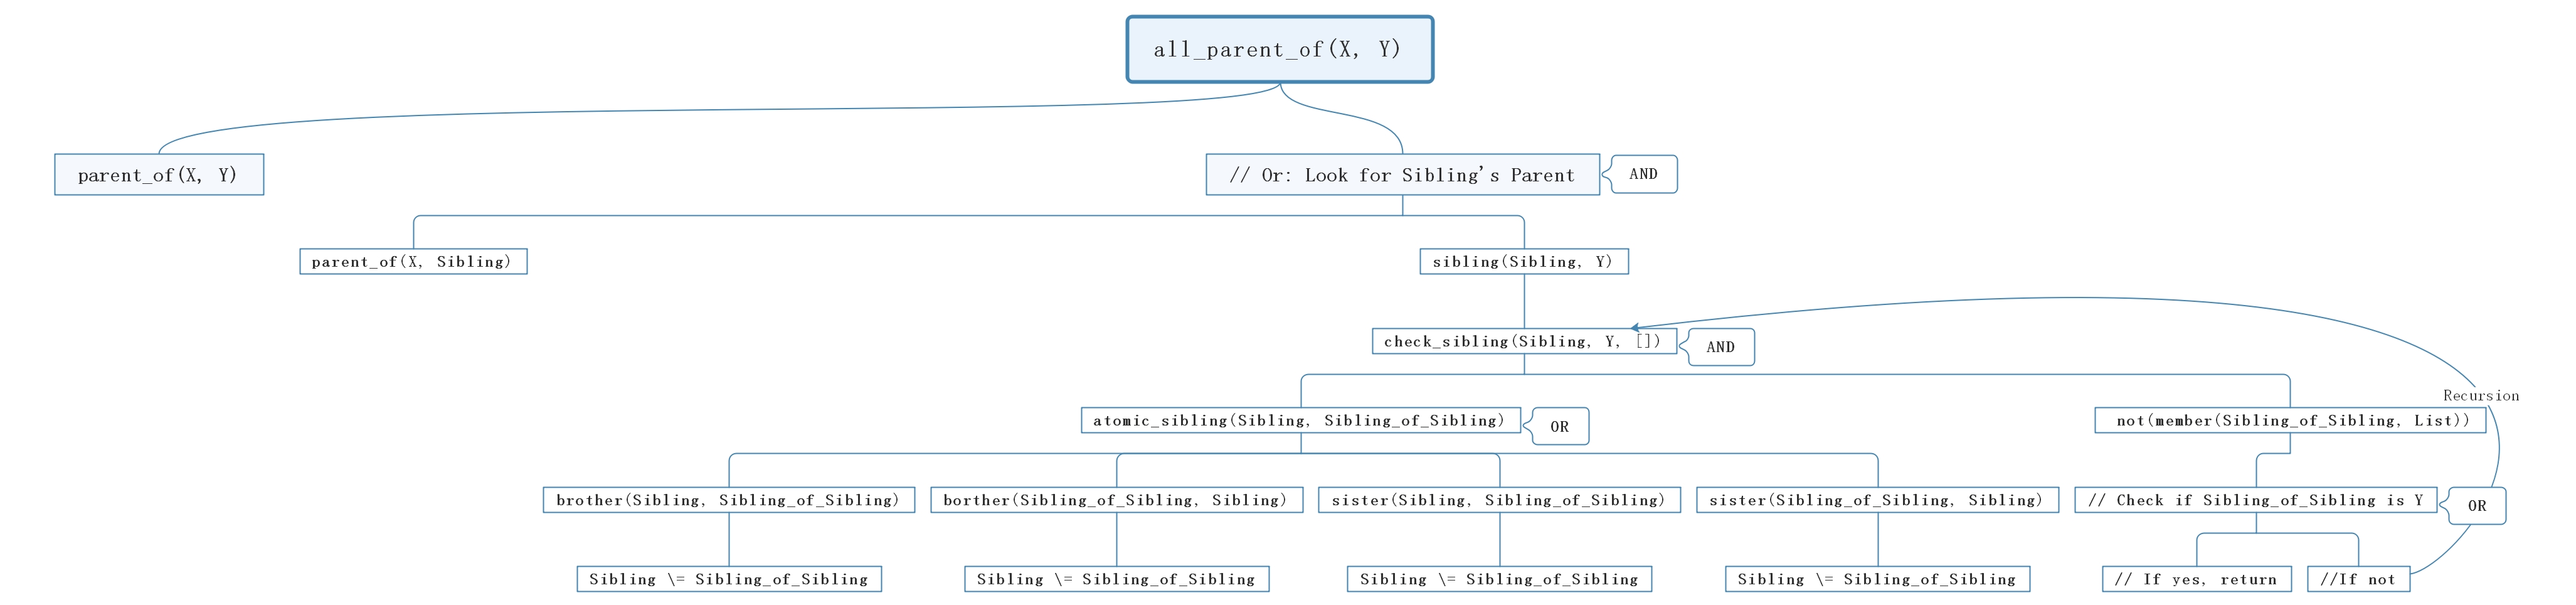 all_parent_of(X, Y)
parent_of(X, Y)
// Or: Look for Sibling's Parent
AND
parent_of(X, Sibling)
sibling(Sibling, Y)
check_sibling(Sibling, Y, [])
AND
Recursion
atomic_sibling(Sibling, Sibling_of_Sibling)
OR
not(member(Sibling_of_Sibling, List))
brother(Sibling, Sibling_of_Sibling)
borther(Sibling_of_Sibling, Sibling)
sister(Sibling, Sibling_of_Sibling)
sister(Sibling_of_Sibling, Sibling)
// Check if Sibling_of_Sibling is Y
OR
Sibling \= Sibling_of_Sibling
Sibling \= Sibling_of_Sibling
Sibling \= Sibling_of_Sibling
Sibling \= Sibling_of_Sibling
// If yes, return
//If not